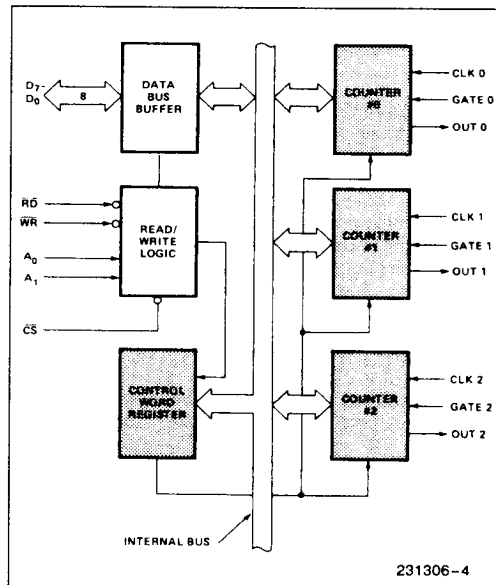 D7-
D0
8
DATA
BUS
BUFFER
RD
WR
A0
A1
CS
READ/
WRITE
LOGIC
CONTROL
WORD
REGISTER
INTERNAL BUS
COUNTER
#0
CLK 0
GATE 0
OUT 0
COUNTER
#1
CLK 1
GATE 1
OUT 1
COUNTER
#2
CLK 2
GATE 2
OUT 2
231306-4